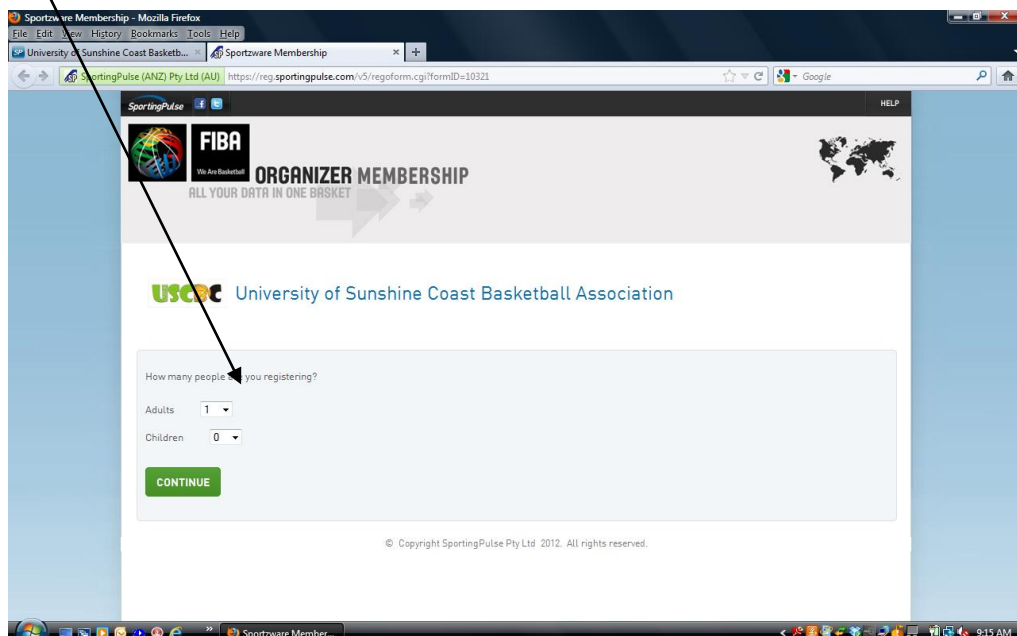 Sportzware Membership - Mozilla Firefox
File Edit View History Bookmarks Tools Help
University of Sunshine Coast Basketb... Sportzware Membership
SportingPulse (ANZ) Pty Ltd (AU) https://reg.sportingpulse.com/v5/regoform.cgi?formID=10321 Google
SportingPulse HELP
FIBA
We Are Basketball
ORGANIZER MEMBERSHIP
ALL YOUR DATA IN ONE BASKET
USCBC University of Sunshine Coast Basketball Association
How many people are you registering?
Adults 1
Children 0
CONTINUE
© Copyright SportingPulse Pty Ltd 2012. All rights reserved.
Sportzware Member... 9:15 AM